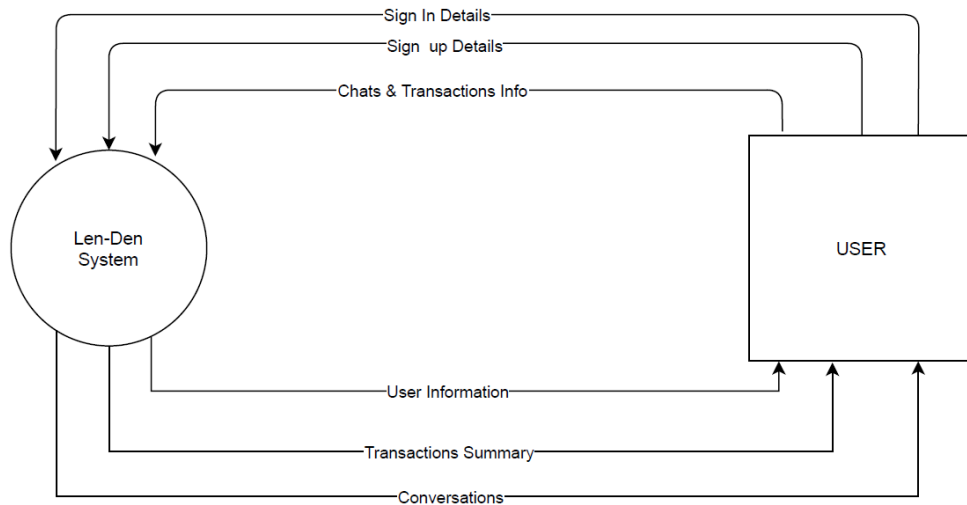 Sign In Details
Sign up Details
Chats & Transactions Info
Len-Den
System
USER
User Information
Transactions Summary
Conversations